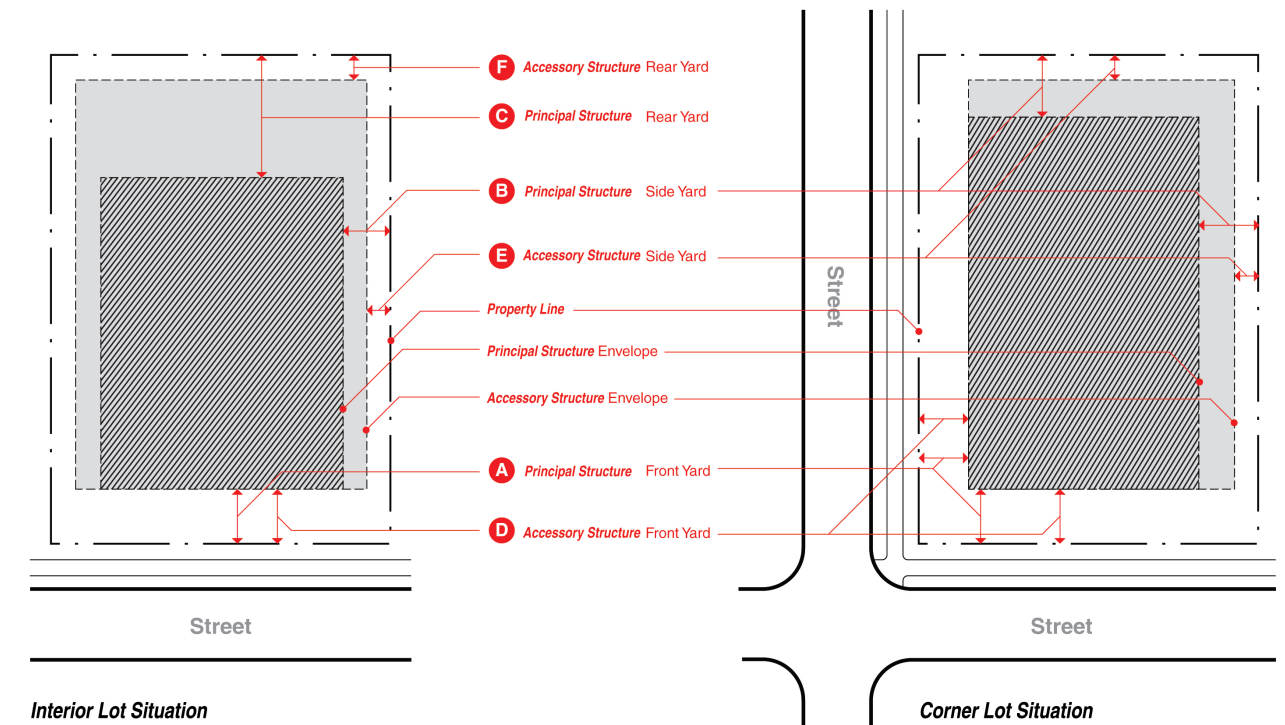 F Accessory Structure Rear Yard
C Principal Structure Rear Yard
B Principal Structure Side Yard
E Accessory Structure Side Yard
Property Line
Principal Structure Envelope
Accessory Structure Envelope
A Principal Structure Front Yard
D Accessory Structure Front Yard
Street
Street
Street
Interior Lot Situation
Corner Lot Situation